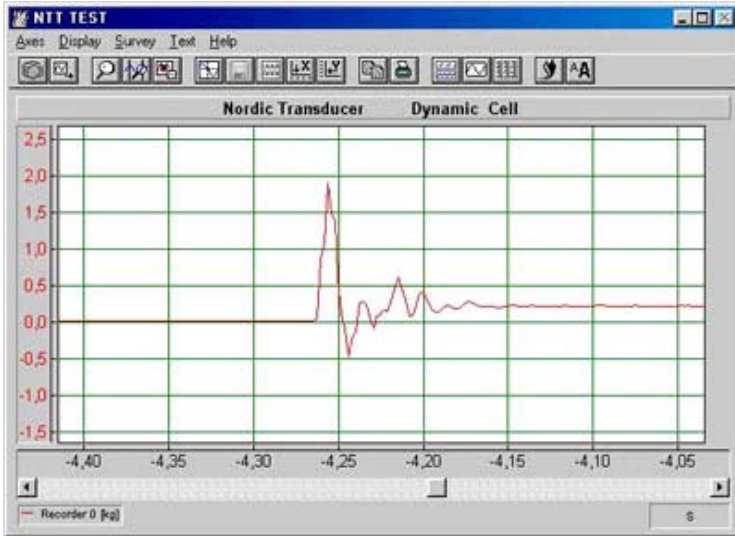 NTT TEST
Axes Display Survey Text Help
X Y AA
Nordic Transducer Dynamic Cell
2,5
2,0
1,5
1,0
0,5
0,0
-0,5
-1,0
-1,5
-4,40 -4,35 -4,30 -4,25 -4,20 -4,15 -4,10 -4,05
Recorder 0 [kg] S